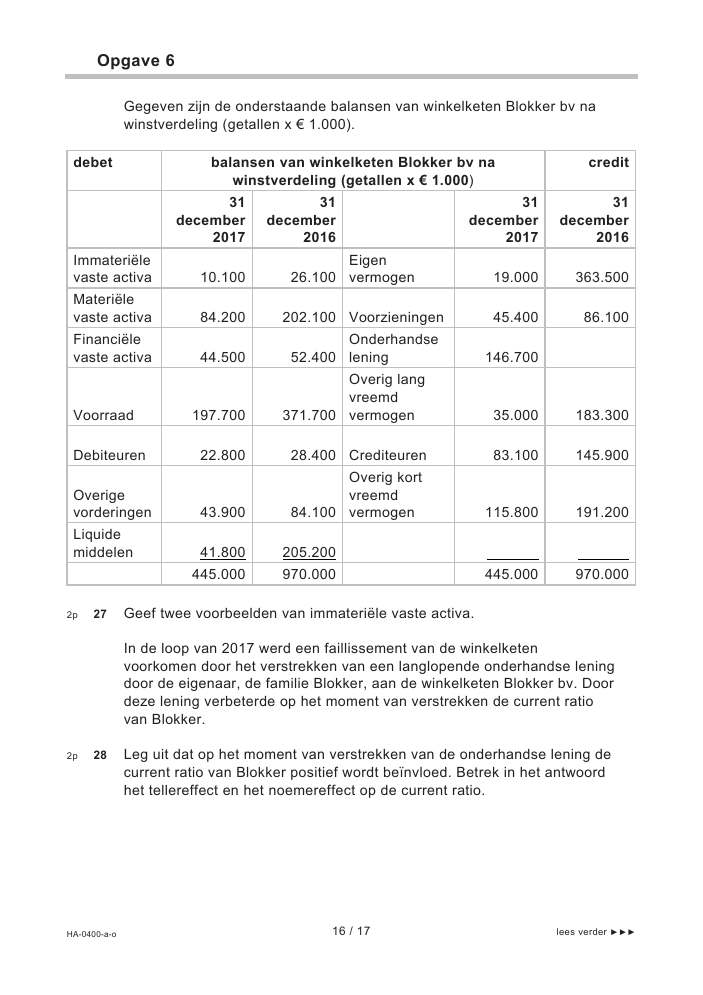 Opgave 6
Gegeven zijn de onderstaande balansen van winkelketen Blokker bv na
winstverdeling (getallen x € 1.000).
debet balansen van winkelketen Blokker bv na credit
winstverdeling (getallen x € 1.000)
31 31 31 31
december december december december
2017 2016 2017 2016
Immateriële Eigen
vaste activa 10.100 26.100 vermogen 19.000 363.500
Materiële
vaste activa 84.200 202.100 Voorzieningen 45.400 86.100
Financiële Onderhandse
vaste activa 44.500 52.400 lening 146.700
Overig lang
vreemd
Voorraad 197.700 371.700 vermogen 35.000 183.300
Debiteuren 22.800 28.400 Crediteuren 83.100 145.900
Overig kort
Overige vreemd
vorderingen 43.900 84.100 vermogen 115.800 191.200
Liquide
middelen 41.800 205.200
445.000 970.000 445.000 970.000
2p 27 Geef twee voorbeelden van immateriële vaste activa.
In de loop van 2017 werd een faillissement van de winkelketen
voorkomen door het verstrekken van een langlopende onderhandse lening
door de eigenaar, de familie Blokker, aan de winkelketen Blokker bv. Door
deze lening verbeterde op het moment van verstrekken de current ratio
van Blokker.
2p 28 Leg uit dat op het moment van verstrekken van de onderhandse lening de
current ratio van Blokker positief wordt beïnvloed. Betrek in het antwoord
het tellereffect en het noemereffect op de current ratio.
HA-0400-a-o 16 / 17 lees verder ►►►